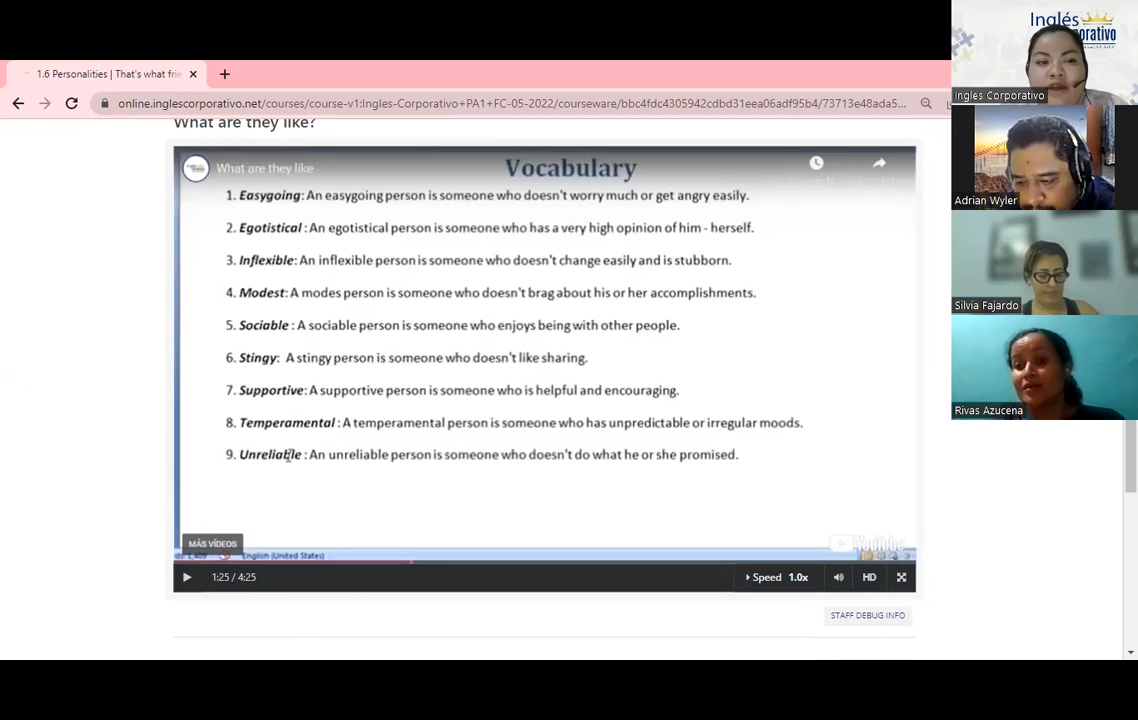 Inglés
orativo
1.6 Personalities | That's what frie
online.inglescorporativo.net/courses/course-v1:Ingles-Corporativo+PA1+FC-05-2022/courseware/bbc4fdc4305942cdbd31eea06adf95b4/73713e48ada5...
Ingles Corporativo
What are they like?
What are they like
Vocabulary
1. Easygoing: An easygoing person is someone who doesn't worry much or get angry easily.
2. Egotistical : An egotistical person is someone who has a very high opinion of him - herself.
3. Inflexible: An inflexible person is someone who doesn't change easily and is stubborn.
4. Modest: A modes person is someone who doesn't brag about his or her accomplishments.
5. Sociable : A sociable person is someone who enjoys being with other people.
6. Stingy: A stingy person is someone who doesn't like sharing.
7. Supportive: A supportive person is someone who is helpful and encouraging.
8. Temperamental : A temperamental person is someone who has unpredictable or irregular moods.
9. Unreliable : An unreliable person is someone who doesn't do what he or she promised.
Adrian Wyler
Silvia Fajardo
Rivas Azucena
MÁS VÍDEOS
YouTube
English (United States)
1:25 / 4:25
Speed 1.0x
HD
STAFF DEBUG INFO